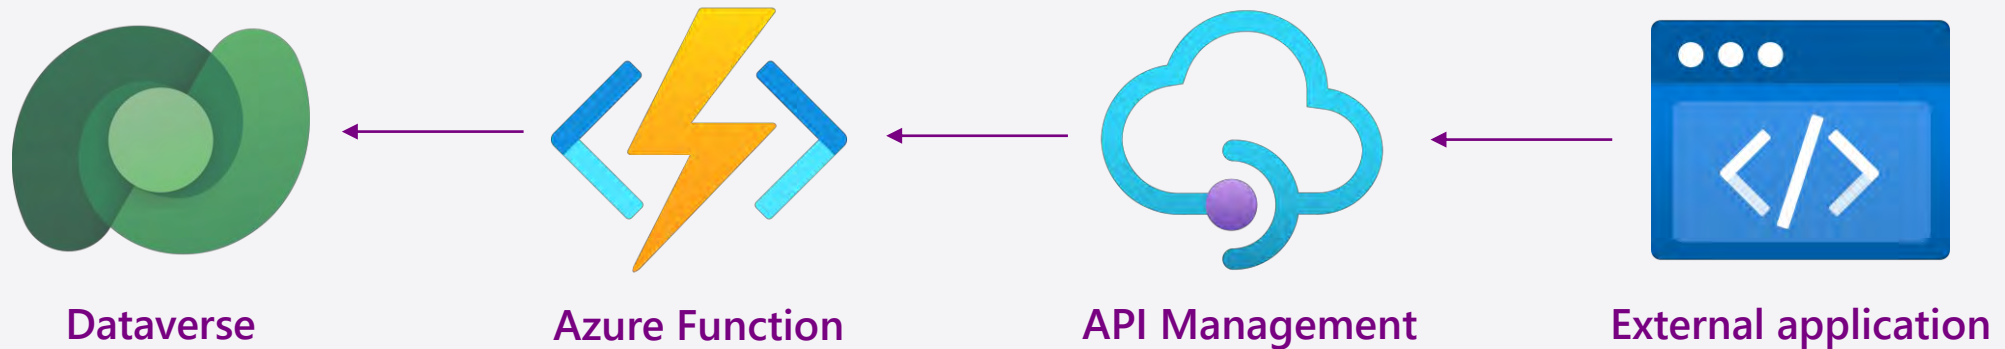 Dataverse
Azure Function
API Management
External application